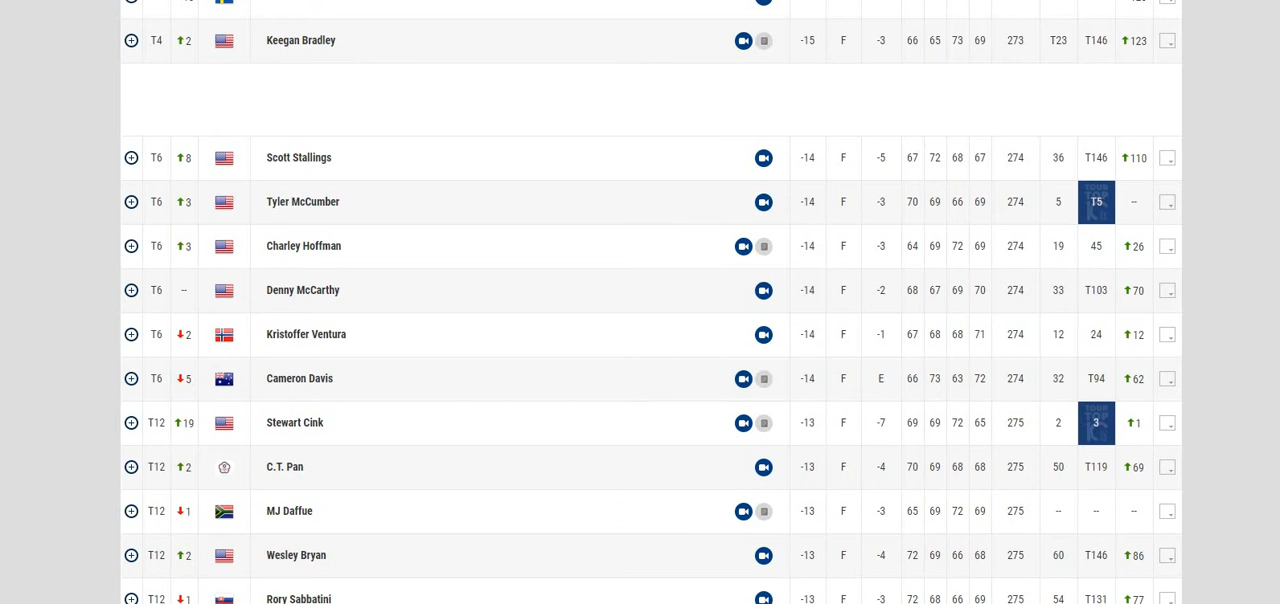 T4 2 Keegan Bradley -15 F -3 66 65 73 69 273 T23 T146 123
T6 8 Scott Stallings -14 F -5 67 72 68 67 274 36 T146 110
T6 3 Tyler McCumber -14 F -3 70 69 66 69 274 5 T5 --
T6 3 Charley Hoffman -14 F -3 64 69 72 69 274 19 45 26
T6 -- Denny McCarthy -14 F -2 68 67 69 70 274 33 T103 70
T6 2 Kristoffer Ventura -14 F -1 67 68 68 71 274 12 24 12
T6 5 Cameron Davis -14 F E 66 73 63 72 274 32 T94 62
T12 19 Stewart Cink -13 F -7 69 69 72 65 275 2 3 1
T12 2 C.T. Pan -13 F -4 70 69 68 68 275 50 T119 69
T12 1 MJ Daffue -13 F -3 65 69 72 69 275 -- -- --
T12 2 Wesley Bryan -13 F -4 72 69 66 68 275 60 T146 86
T12 1 Rory Sabbatini -13 F -3 72 68 66 69 275 54 T131 77